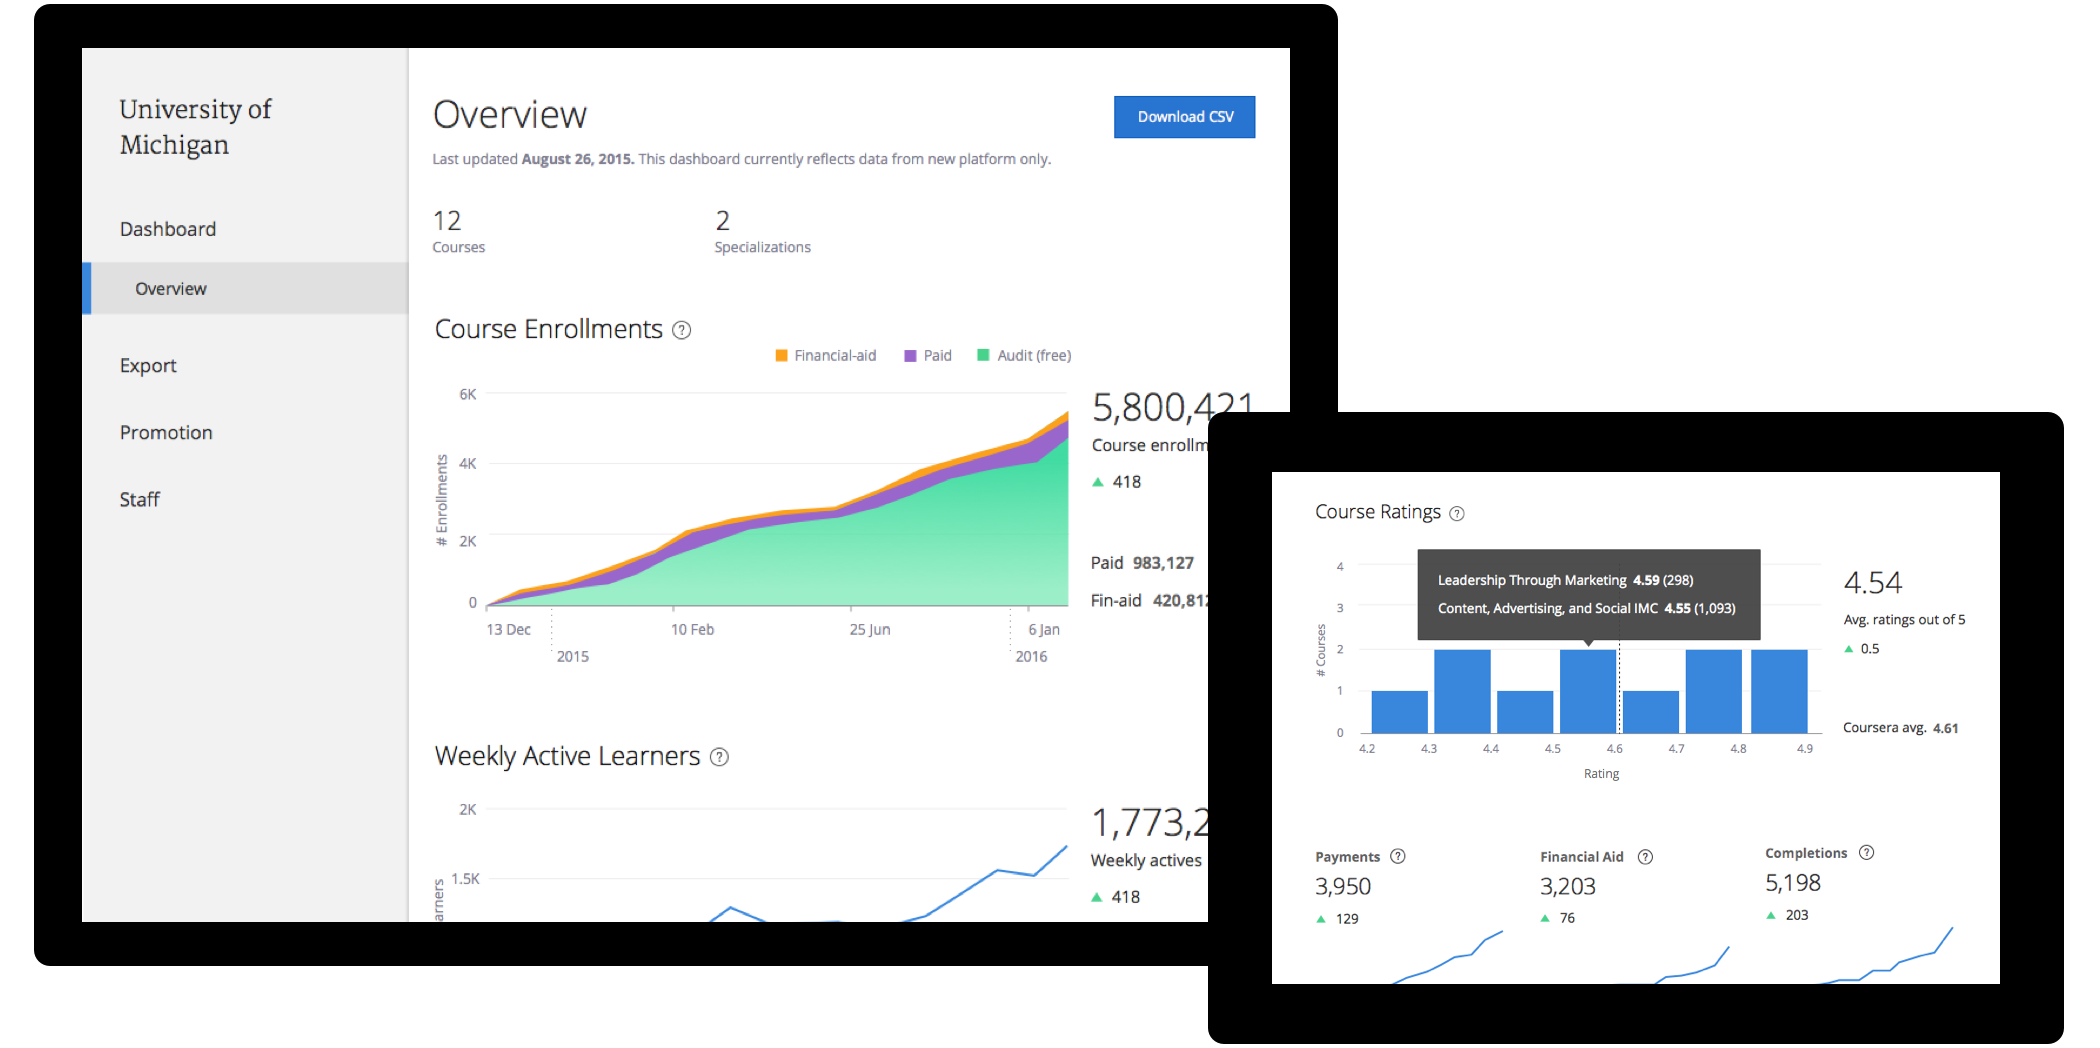 University of
Michigan
Dashboard
Overview
Export
Promotion
Staff
Overview
Download CSV
Last updated August 26, 2015. This dashboard currently reflects data from new platform only.
12
Courses
2
Specializations
Course Enrollments ?
Financial-aid Paid Audit (free)
6K
4K
2K
0
# Enrollments
13 Dec 10 Feb 25 Jun 6 Jan
2015 2016
5,800,421
Course enrollm
418
Paid 983,127
Fin-aid 420,812
Weekly Active Learners ?
2K
1.5K
arners
1,773,2
Weekly actives
418
Course Ratings ?
Leadership Through Marketing 4.59 (298)
Content, Advertising, and Social IMC 4.55 (1,093)
4
3
2
1
0
# Courses
4.2 4.3 4.4 4.5 4.6 4.7 4.8 4.9
Rating
4.54
Avg. ratings out of 5
0.5
Coursera avg. 4.61
Payments ?
3,950
129
Financial Aid ?
3,203
76
Completions ?
5,198
203